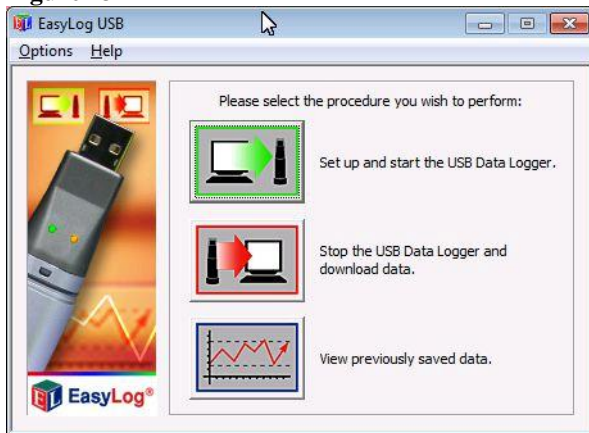 EasyLog USB
Options Help
Please select the procedure you wish to perform:
Set up and start the USB Data Logger.
Stop the USB Data Logger and
download data.
View previously saved data.
EL EasyLog®